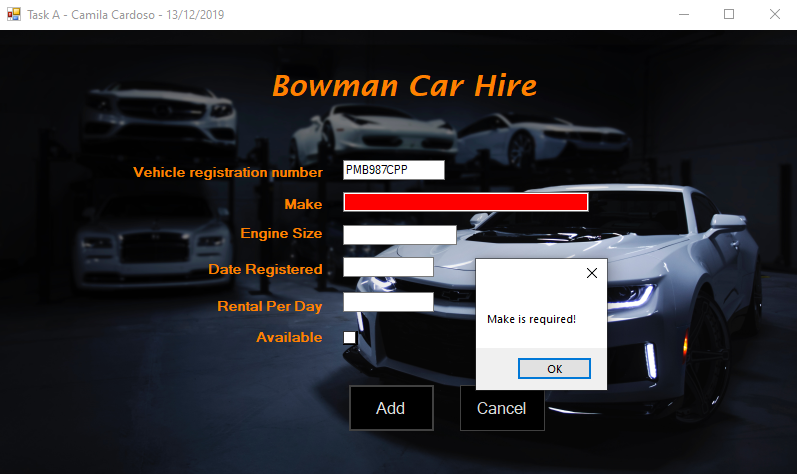 Task A - Camila Cardoso - 13/12/2019
Bowman Car Hire
Vehicle registration number PMB987CPP
Make
Engine Size
Date Registered
Rental Per Day
Available
Make is required!
OK
Add Cancel